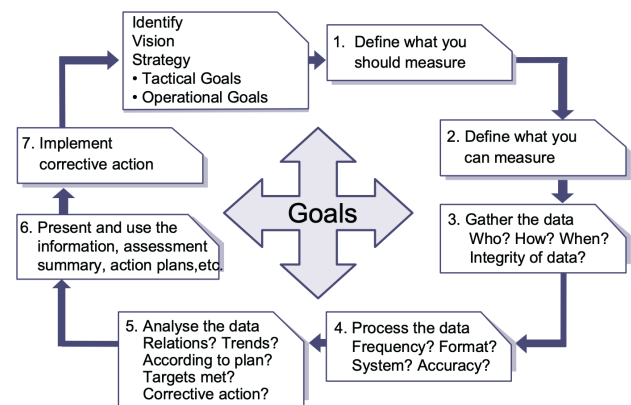 Identify
Vision
Strategy
• Tactical Goals
• Operational Goals
1. Define what you
should measure
2. Define what you
can measure
3. Gather the data
Who? How? When?
Integrity of data?
4. Process the data
Frequency? Format?
System? Accuracy?
5. Analyse the data
Relations? Trends?
According to plan?
Targets met?
Corrective action?
6. Present and use the
information, assessment
summary, action plans,etc.
7. Implement
corrective action
Goals